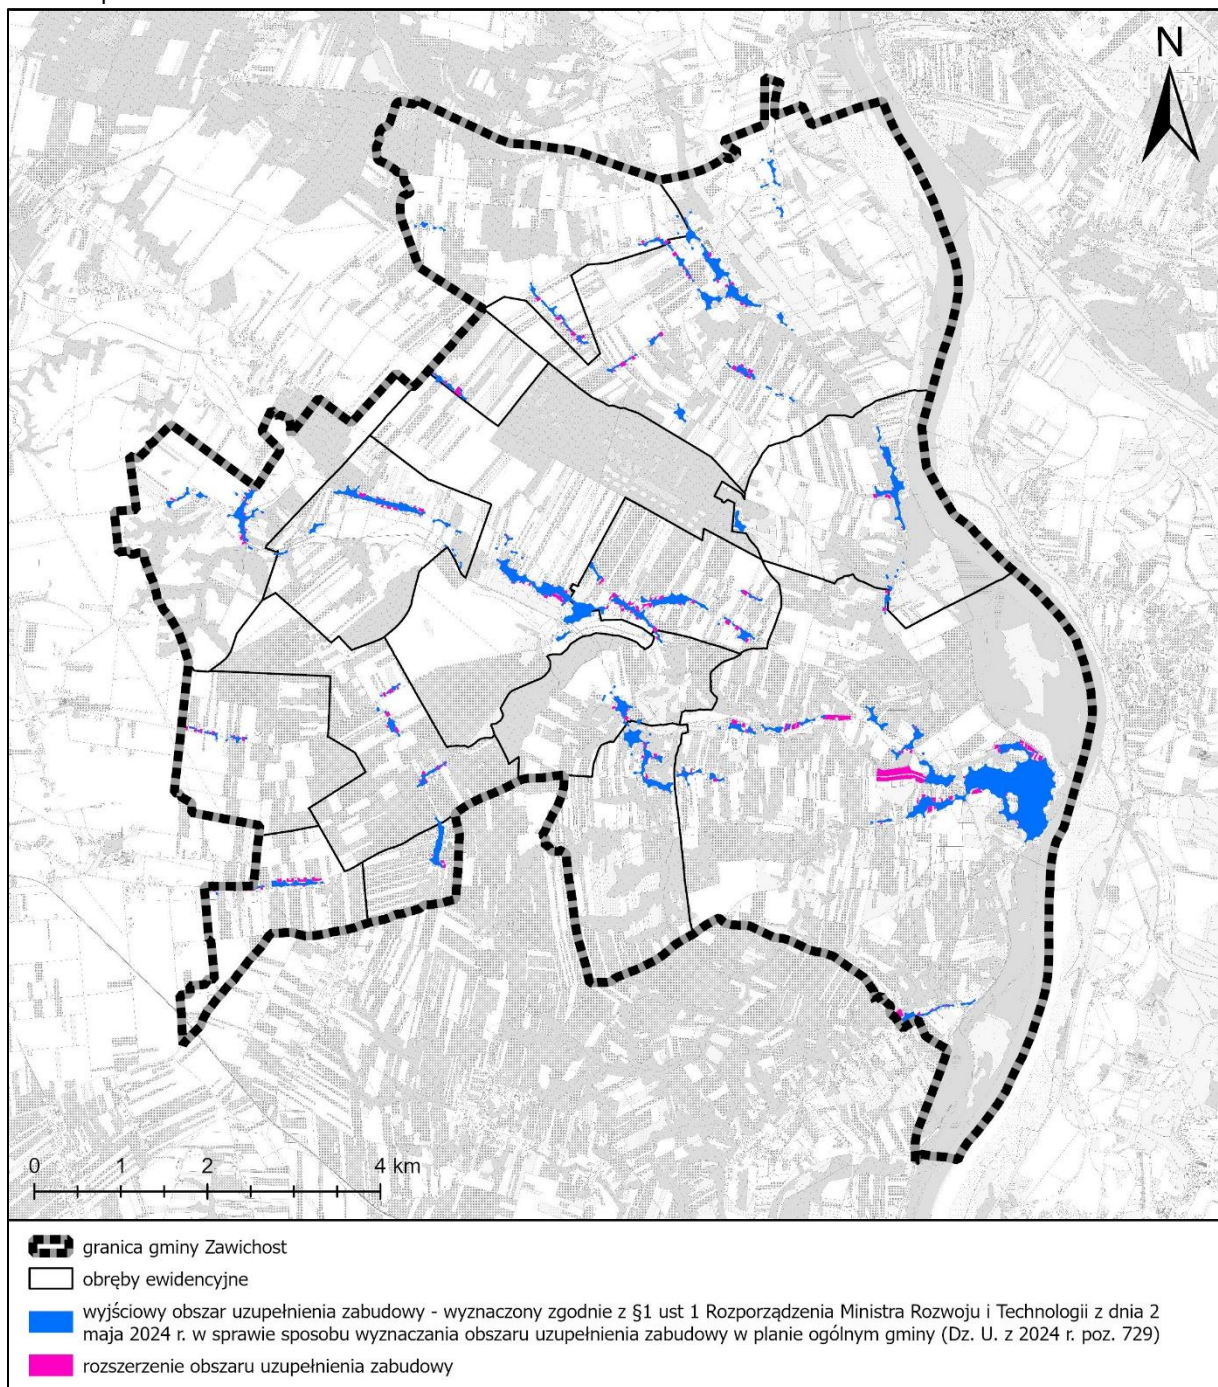 N
0 1 2 4 km
granica gminy Zawichost
obręby ewidencyjne
wyjściowy obszar uzupełnienia zabudowy - wyznaczony zgodnie z §1 ust 1 Rozporządzenia Ministra Rozwoju i Technologii z dnia 2
maja 2024 r. w sprawie sposobu wyznaczania obszaru uzupełnienia zabudowy w planie ogólnym gminy (Dz. U. z 2024 r. poz. 729)
rozszerzenie obszaru uzupełnienia zabudowy